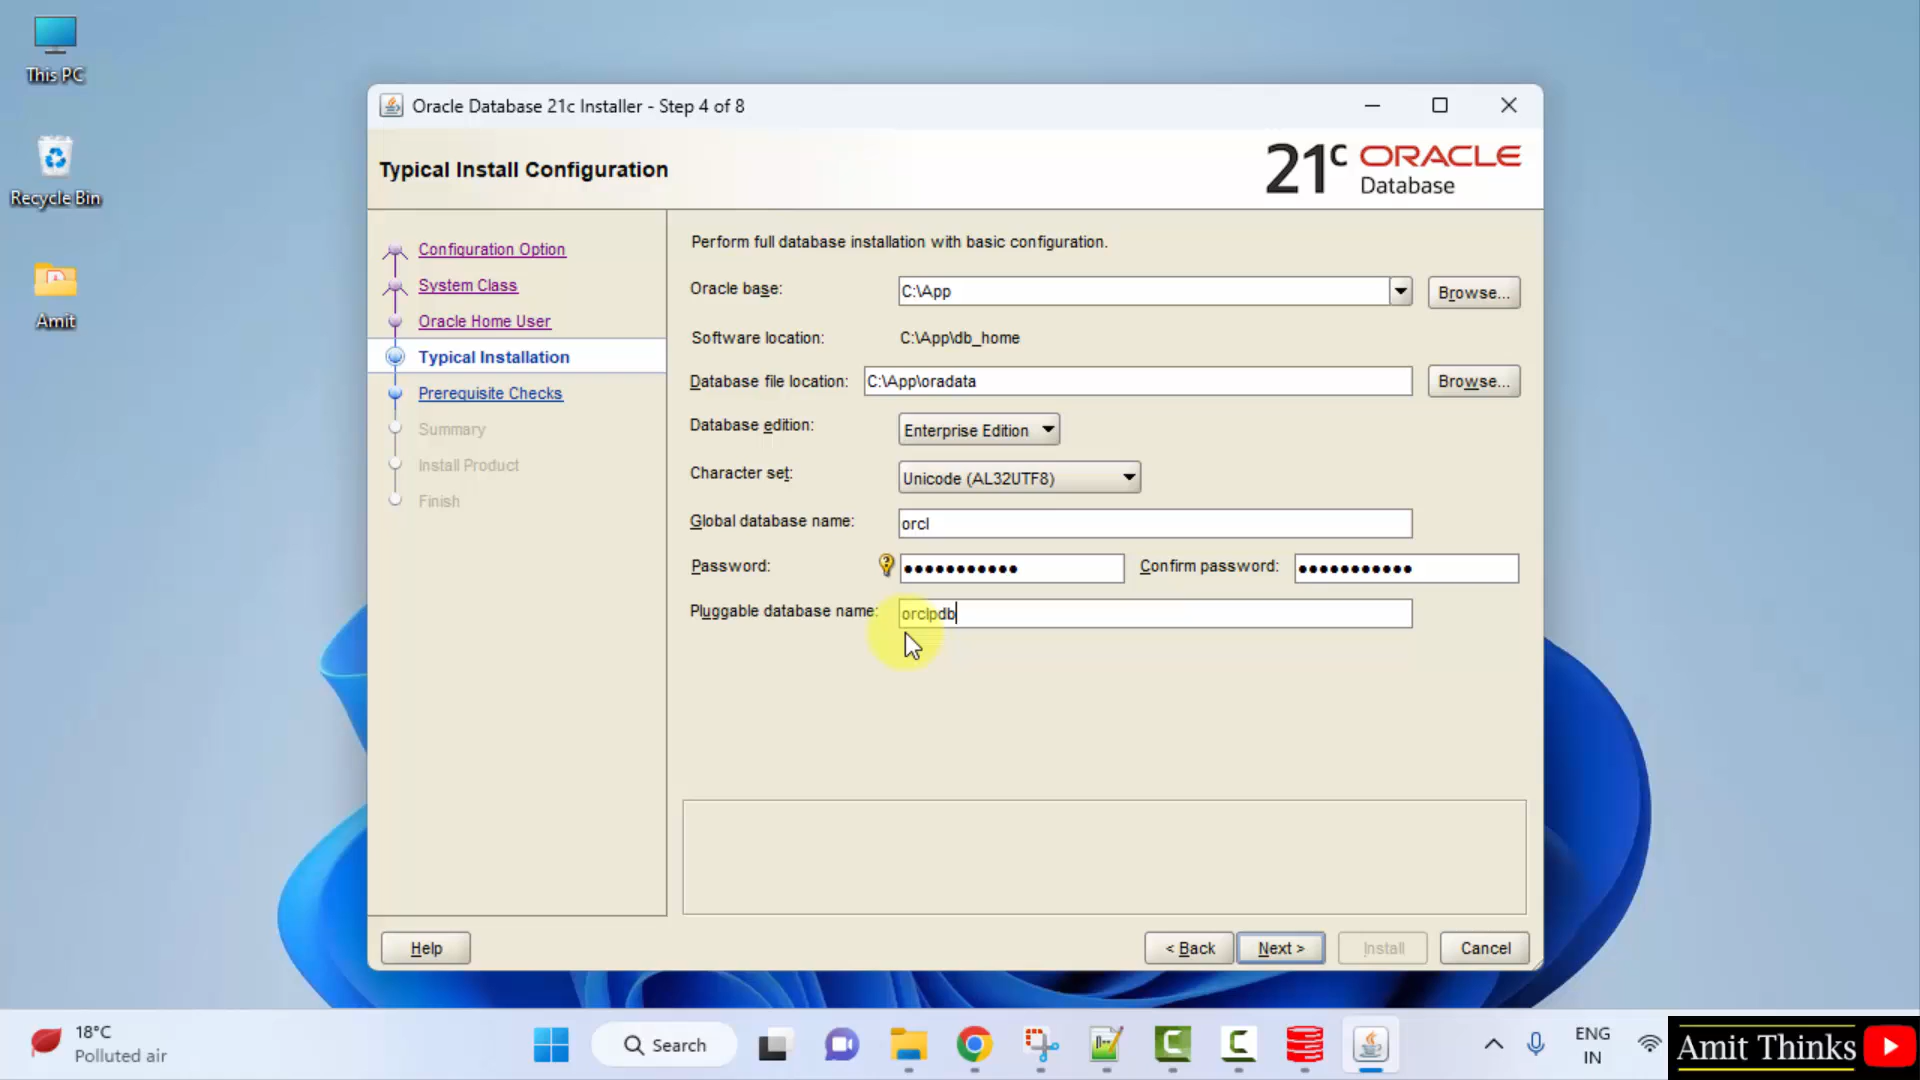 This PC
Recycle Bin
Amit
Oracle Database 21c Installer - Step 4 of 8
Typical Install Configuration
21c ORACLE
Database
Configuration Option
System Class
Oracle Home User
Typical Installation
Prerequisite Checks
Summary
Install Product
Finish
Perform full database installation with basic configuration.
Oracle base: C:\App Browse...
Software location: C:\App\db_home
Database file location: C:\App\oradata Browse...
Database edition: Enterprise Edition
Character set: Unicode (AL32UTF8)
Global database name: orcl
Password: ●●●●●●●●●●● Confirm password: ●●●●●●●●●●●
Pluggable database name: orclpdb
Help < Back Next > Install Cancel
18°C
Polluted air
Search
ENG
IN
Amit Thinks